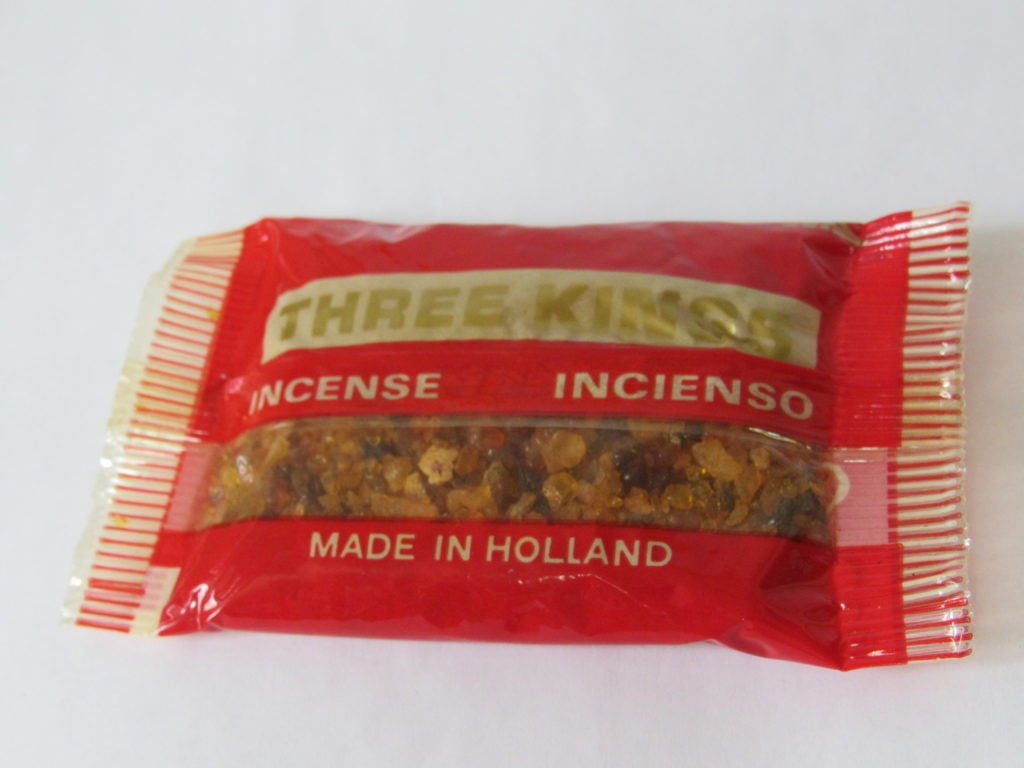 THREE KINGS
INCENSE INCIENSO
MADE IN HOLLAND